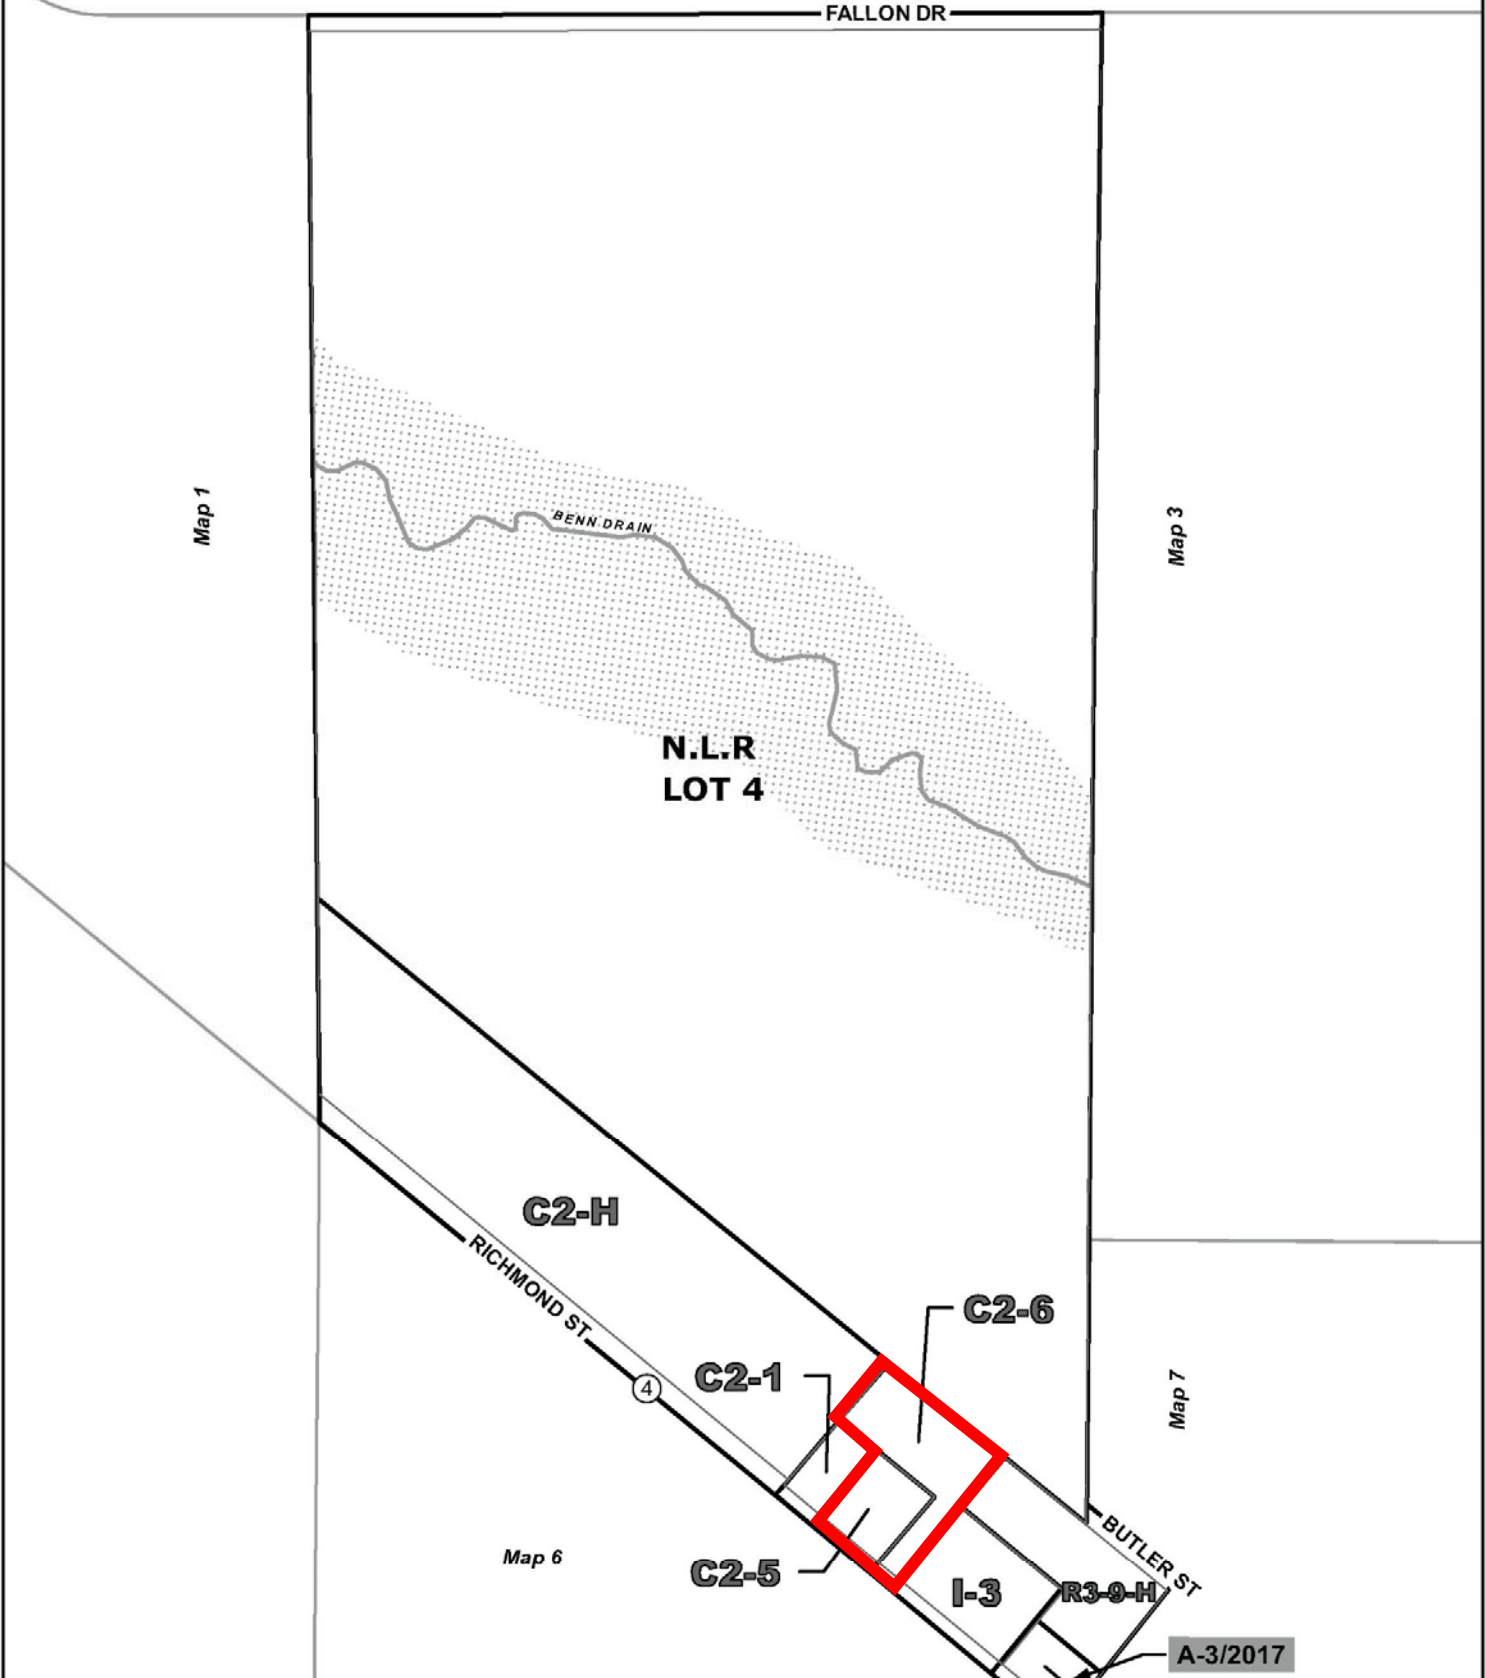 FALLON DR
Map 1
Map 3
BENN DRAIN
N.L.R
LOT 4
C2-H
RICHMOND ST
C2-6
C2-1
4
Map 7
BUTLER ST
Map 6
C2-5
I-3
R3-9-H
A-3/2017